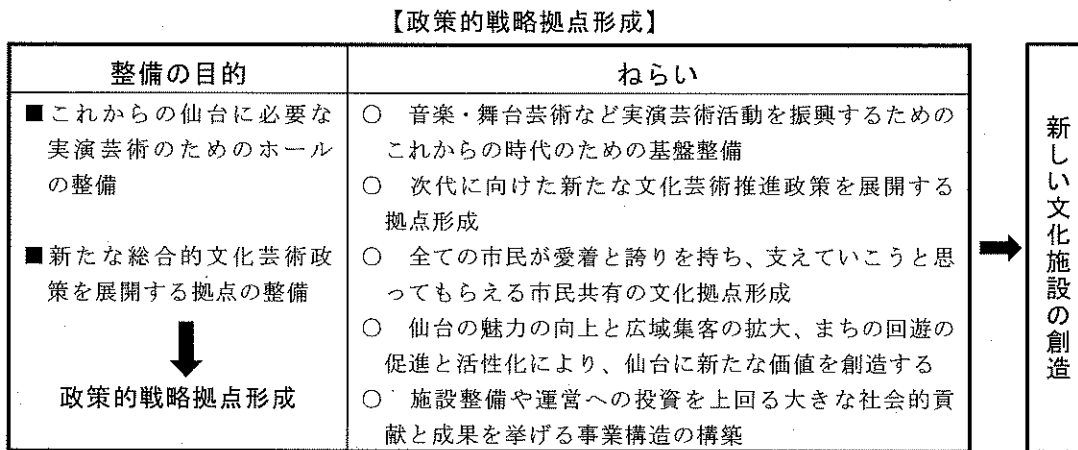 【政策的戦略拠点形成】
整備の目的
■これからの仙台に必要な
実演芸術のためのホール
の整備
■新たな総合的文化芸術政
策を展開する拠点の整備
政策的戦略拠点形成
ねらい
○ 音楽・舞台芸術など実演芸術活動を振興するための
これからの時代のための基盤整備
○ 次代に向けた新たな文化芸術推進政策を展開する
拠点形成
○ 全ての市民が愛着と誇りを持ち、支えていこうと思
ってもらえる市民共有の文化拠点形成
○ 仙台の魅力の向上と広域集客の拡大、まちの回遊の
促進と活性化により、仙台に新たな価値を創造する
○ 施設整備や運営への投資を上回る大きな社会的貢
献と成果を挙げる事業構造の構築
新しい文化施設の創造